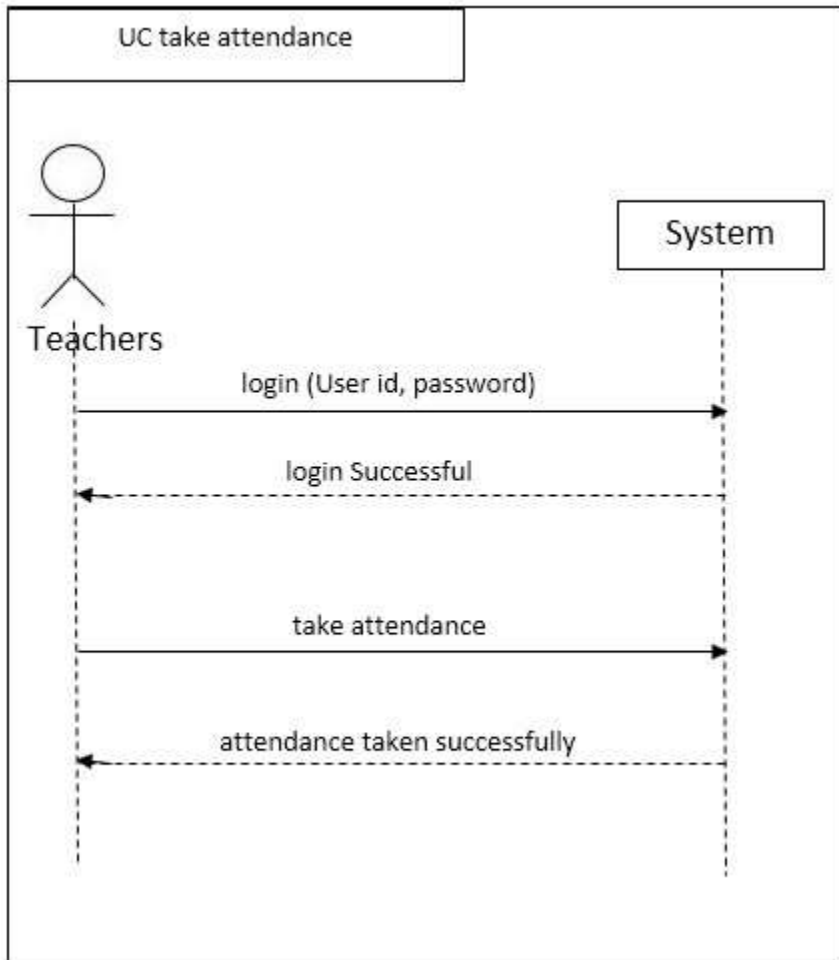 UC take attendance
System
Teachers
login (User id, password)
login Successful
take attendance
attendance taken successfully